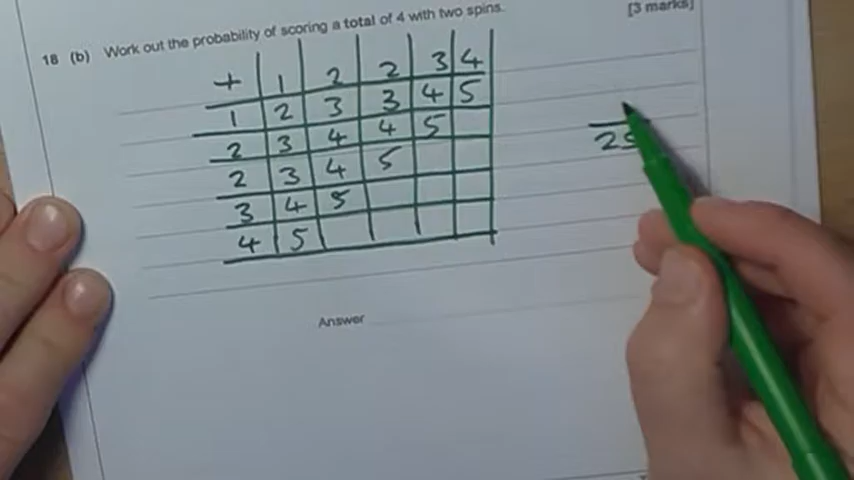 18 (b) Work out the probability of scoring a total of 4 with two spins.
[3 marks]
+ 1 2 2 3 4
1 2 3 3 4 5
2 3 4 4 5
2 3 4 5
3 4 5
4 5
25
Answer